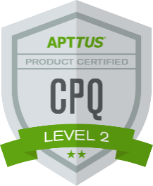 APTTUS
PRODUCT CERTIFIED
CPQ
LEVEL 2